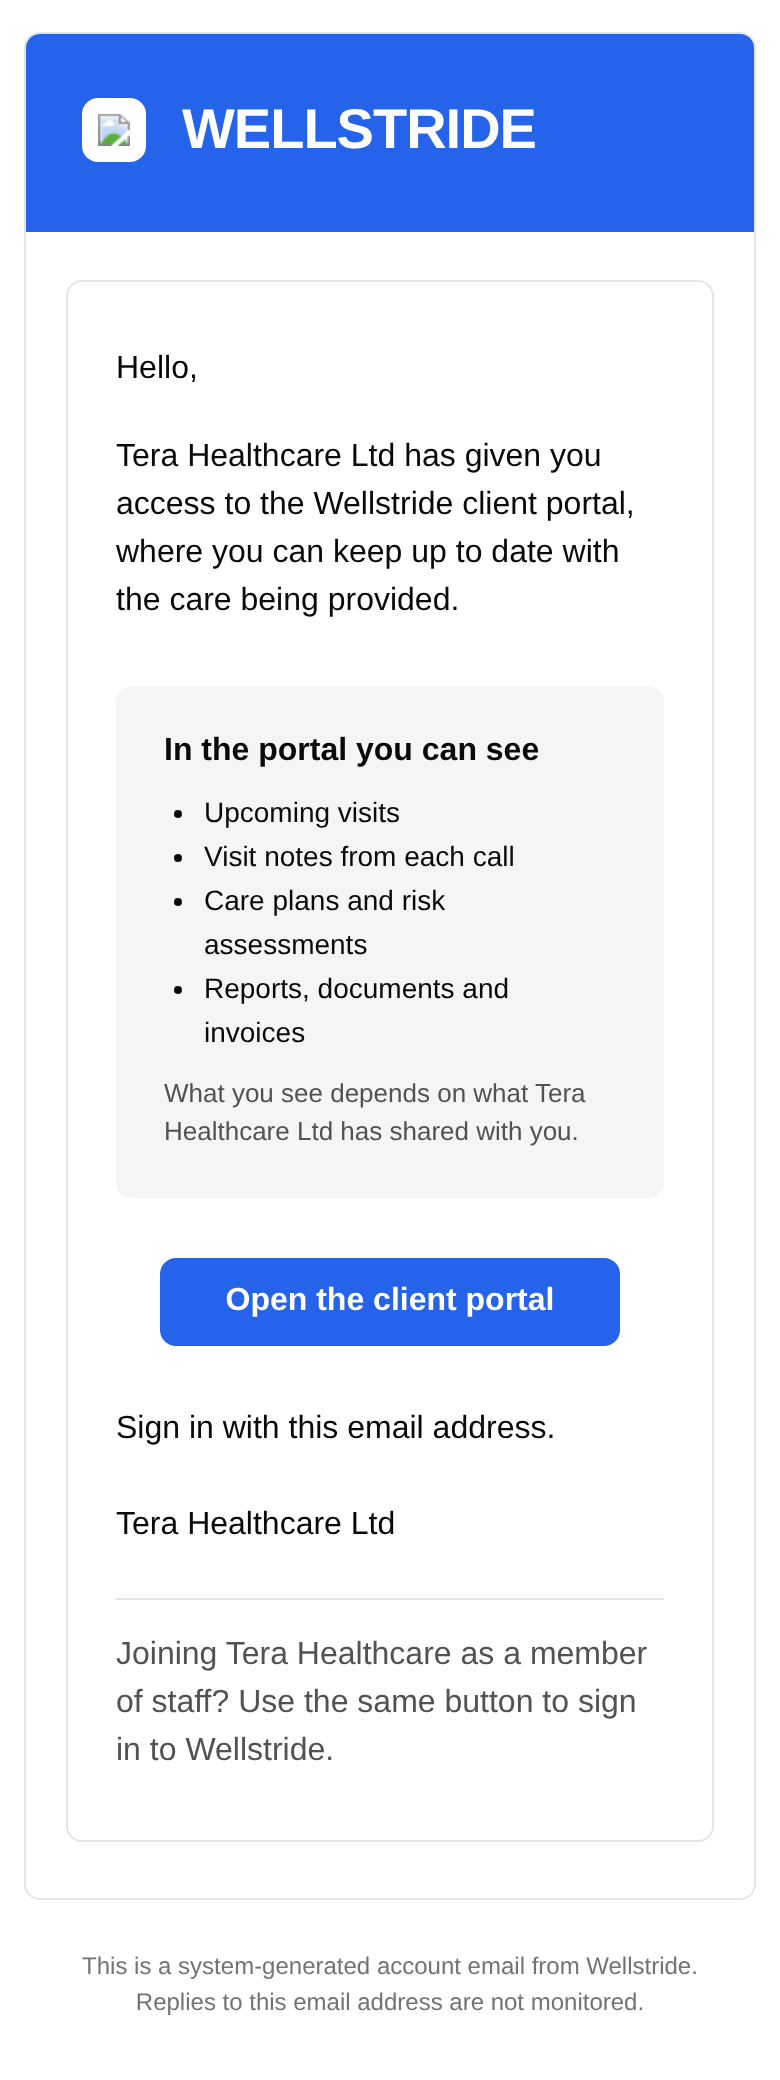 WELLSTRIDE
Hello,
Tera Healthcare Ltd has given you
access to the Wellstride client portal,
where you can keep up to date with
the care being provided.
In the portal you can see
• Upcoming visits
• Visit notes from each call
• Care plans and risk
assessments
• Reports, documents and
invoices
What you see depends on what Tera
Healthcare Ltd has shared with you.
Open the client portal
Sign in with this email address.
Tera Healthcare Ltd
Joining Tera Healthcare as a member
of staff? Use the same button to sign
in to Wellstride.
This is a system-generated account email from Wellstride.
Replies to this email address are not monitored.